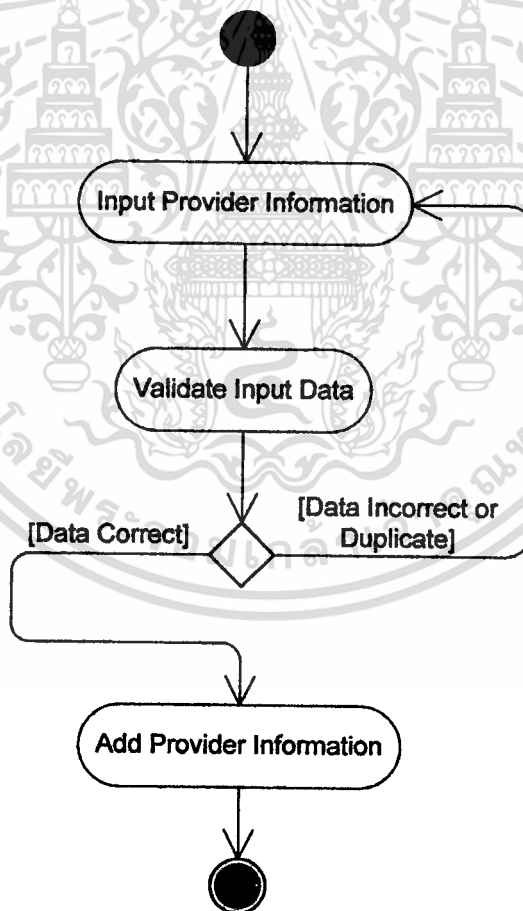 Input Provider Information
Validate Input Data
[Data Correct]
[Data Incorrect or
Duplicate]
Add Provider Information